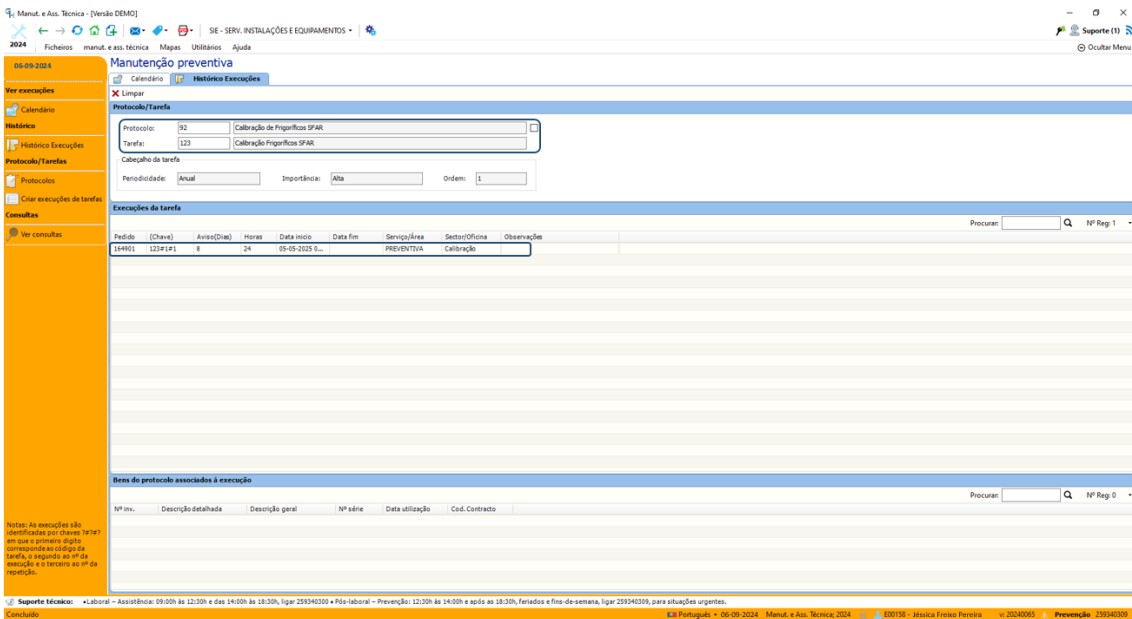 Manut. e Ass. Técnica - [Versão DEMO]
SIE - SERV. INSTALAÇÕES E EQUIPAMENTOS
Suporte (1)
2024 Ficheiros manut. e ass. técnica Mapas Utilitários Ajuda
Ocultar Menu
06-09-2024
Ver execuções
Calendário
Histórico
Histórico Execuções
Protocolo/Tarefas
Protocolos
Criar execuções de tarefas
Consultas
Ver consultas
Notas: As execuções são
identificadas por chaves ?#?#?
em que o primeiro dígito
corresponde ao código da
tarefa, o segundo ao nº da
execução e o terceiro ao nº da
repetição.
Manutenção preventiva
Calendário Histórico Execuções
Limpar
Protocolo/Tarefa
Protocolo: 92 Calibração de Frigoríficos SFAR
Tarefa: 123 Calibração Frigoríficos SFAR
Cabeçalho da tarefa
Periodicidade: Anual Importância: Alta Ordem: 1
Execuções da tarefa
Procurar: Nº Reg: 1
Pedido (Chave) Aviso(Dias) Horas Data inicio Data fim Serviço/Área Sector/Oficina Observações
164901 123#1#1 8 24 05-05-2025 0... PREVENTIVA Calibração
Bens do protocolo associados á execução
Procurar: Nº Reg: 0
Nº inv. Descrição detalhada Descrição geral Nº série Data utilização Cod. Contracto
Suporte técnico: •Laboral – Assistência: 09:00h às 12:30h e das 14:00h às 18:30h, ligar 259340300 • Pós-laboral – Prevenção: 12:30h às 14:00h e após as 18:30h, feriados e fins-de-semana, ligar 259340309, para situações urgentes.
Concluído Português • 06-09-2024 Manut. e Ass. Técnica; 2024 E00158 - Jéssica Freixo Pereira v: 20240065 Prevenção 259340309